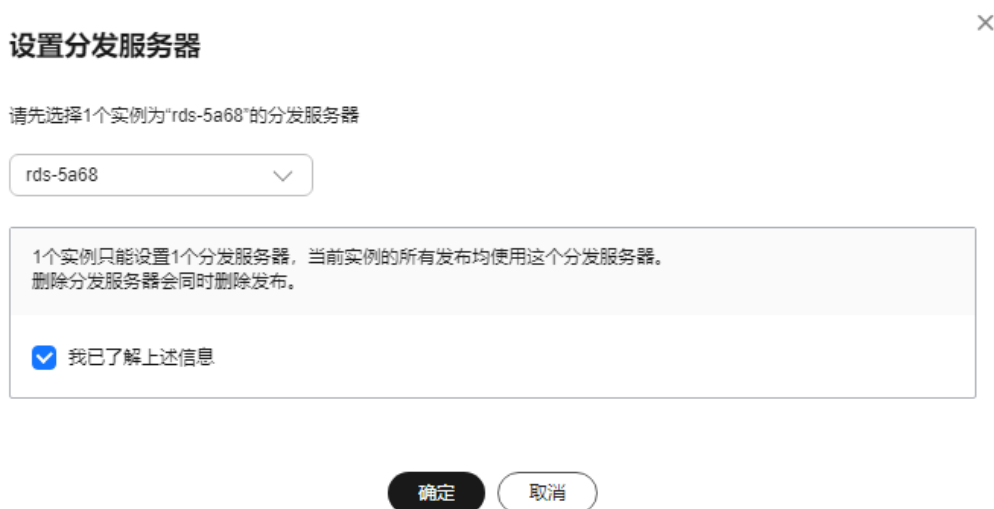 设置分发服务器
请先选择1个实例为“rds-5a68”的分发服务器
rds-5a68
1个实例只能设置1个分发服务器，当前实例的所有发布均使用这个分发服务器。
删除分发服务器会同时删除发布。
我已了解上述信息
确定
取消